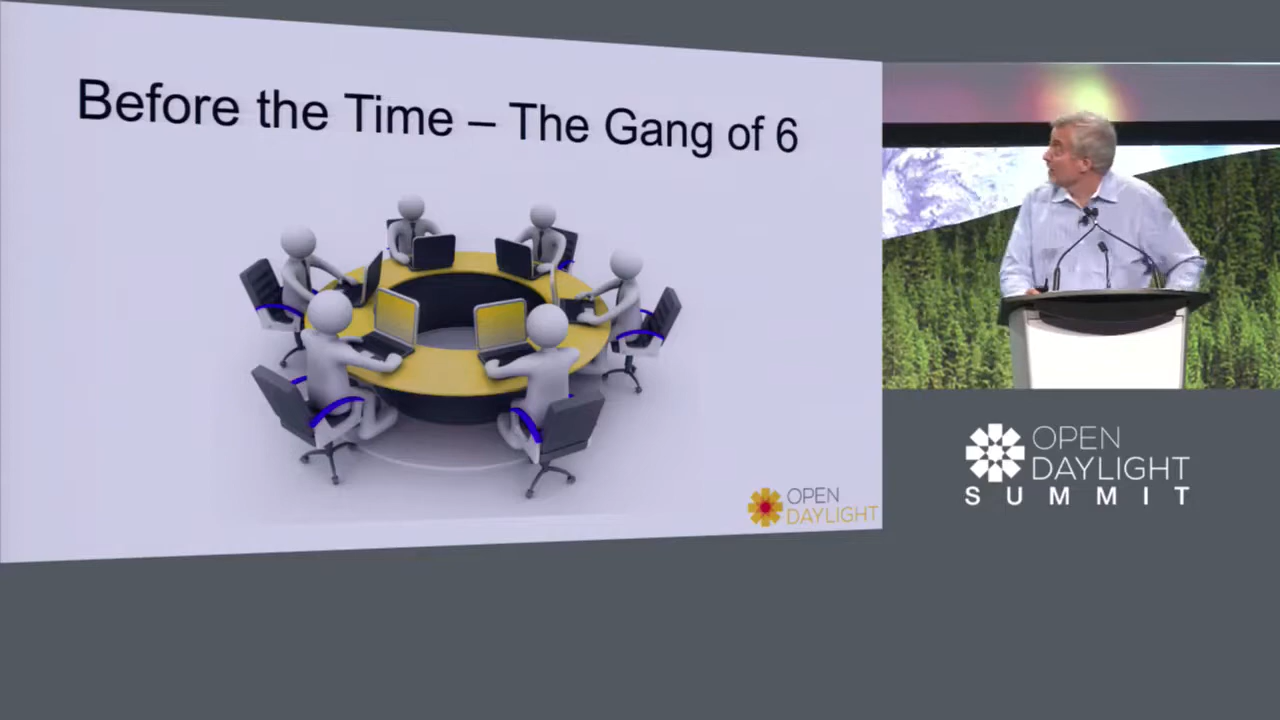 Before the Time – The Gang of 6
OPEN
DAYLIGHT
OPEN
DAYLIGHT
SUMMIT